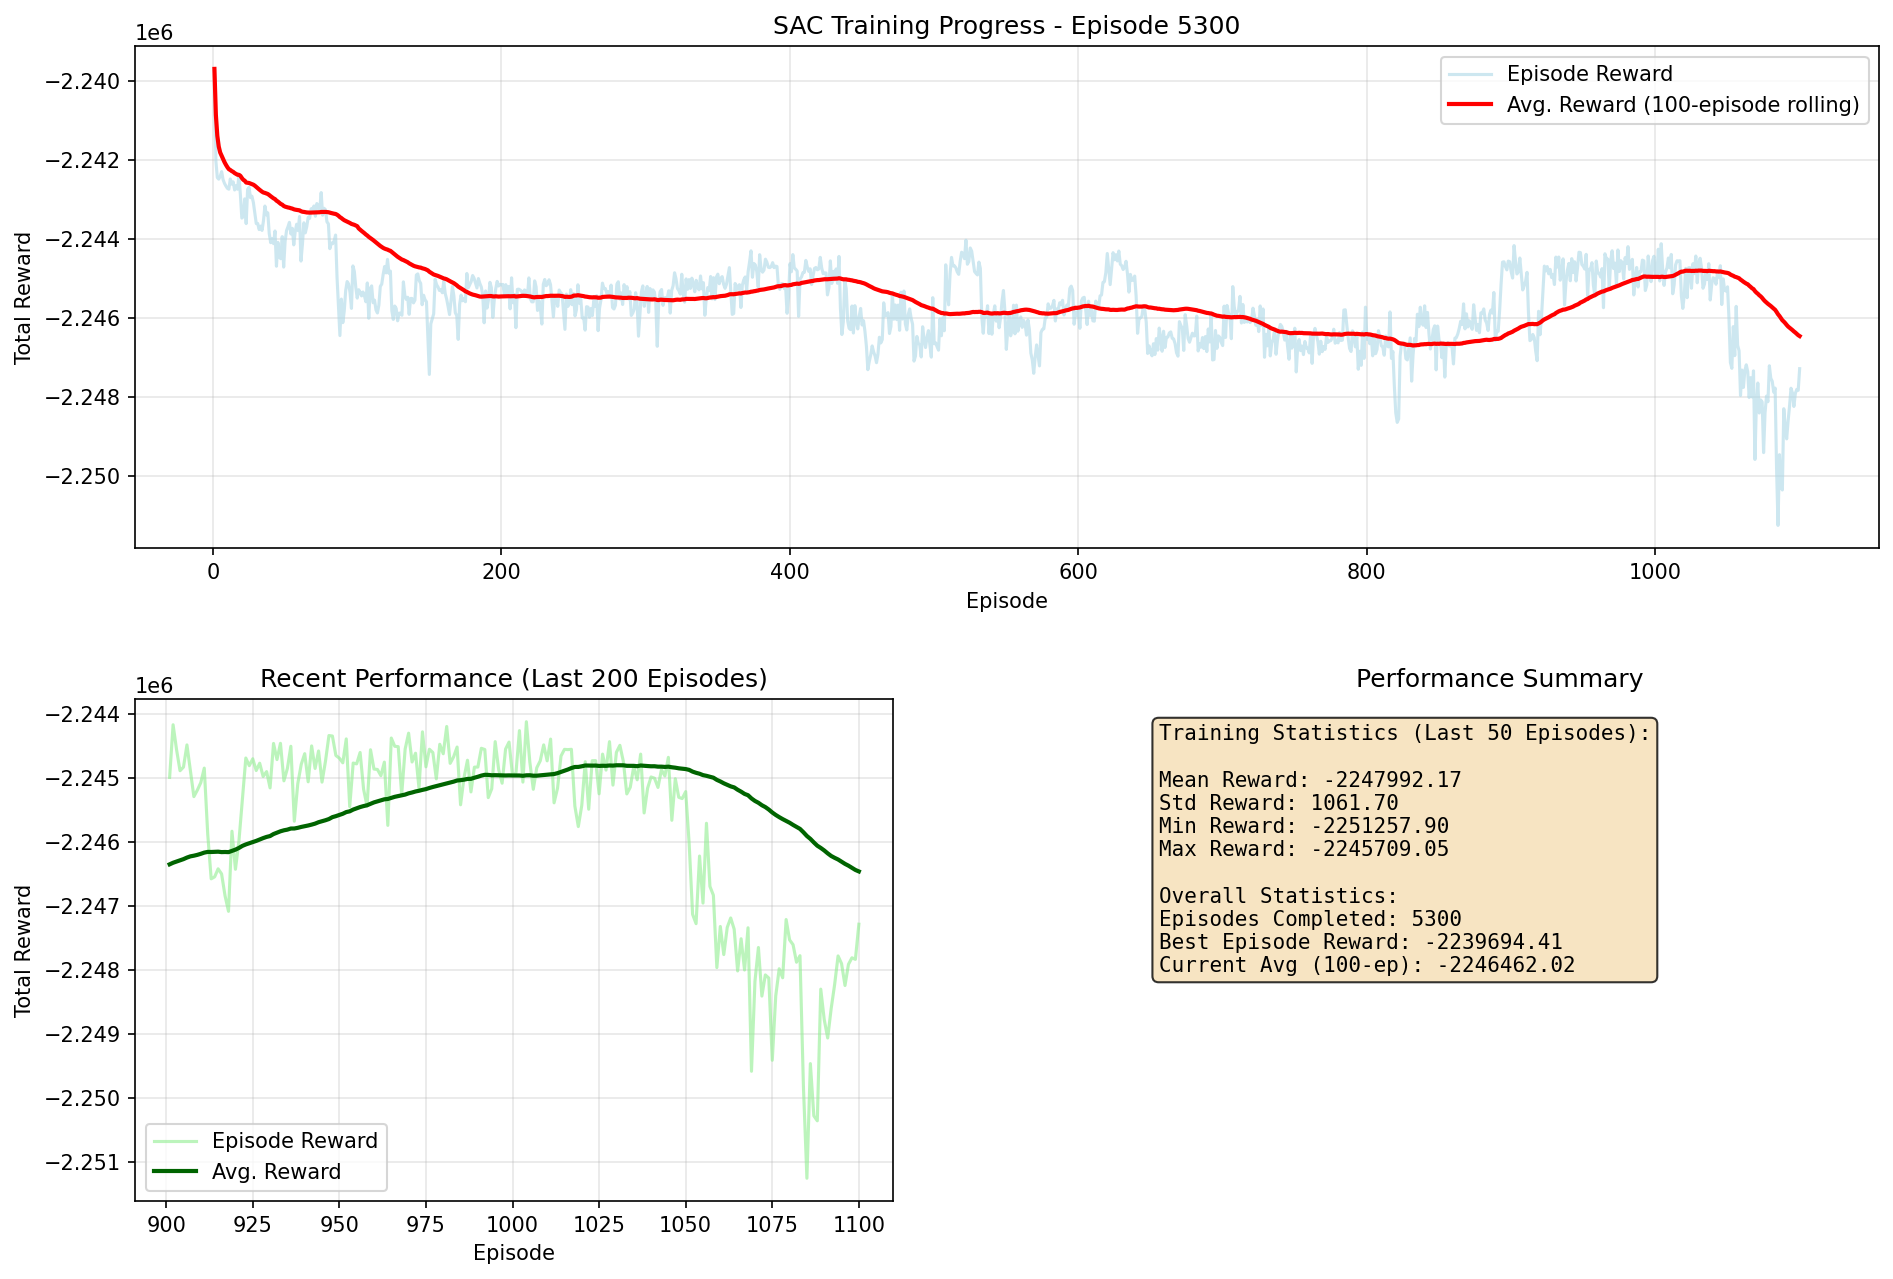 SAC Training Progress - Episode 5300
1e6
Total Reward
−2.240
−2.242
−2.244
−2.246
−2.248
−2.250
Episode Reward
Avg. Reward (100-episode rolling)
0 200 400 600 800 1000
Episode
Recent Performance (Last 200 Episodes)
1e6
Total Reward
−2.244
−2.245
−2.246
−2.247
−2.248
−2.249
−2.250
−2.251
Episode Reward
Avg. Reward
900 925 950 975 1000 1025 1050 1075 1100
Episode
Performance Summary
Training Statistics (Last 50 Episodes):
Mean Reward: -2247992.17
Std Reward: 1061.70
Min Reward: -2251257.90
Max Reward: -2245709.05
Overall Statistics:
Episodes Completed: 5300
Best Episode Reward: -2239694.41
Current Avg (100-ep): -2246462.02